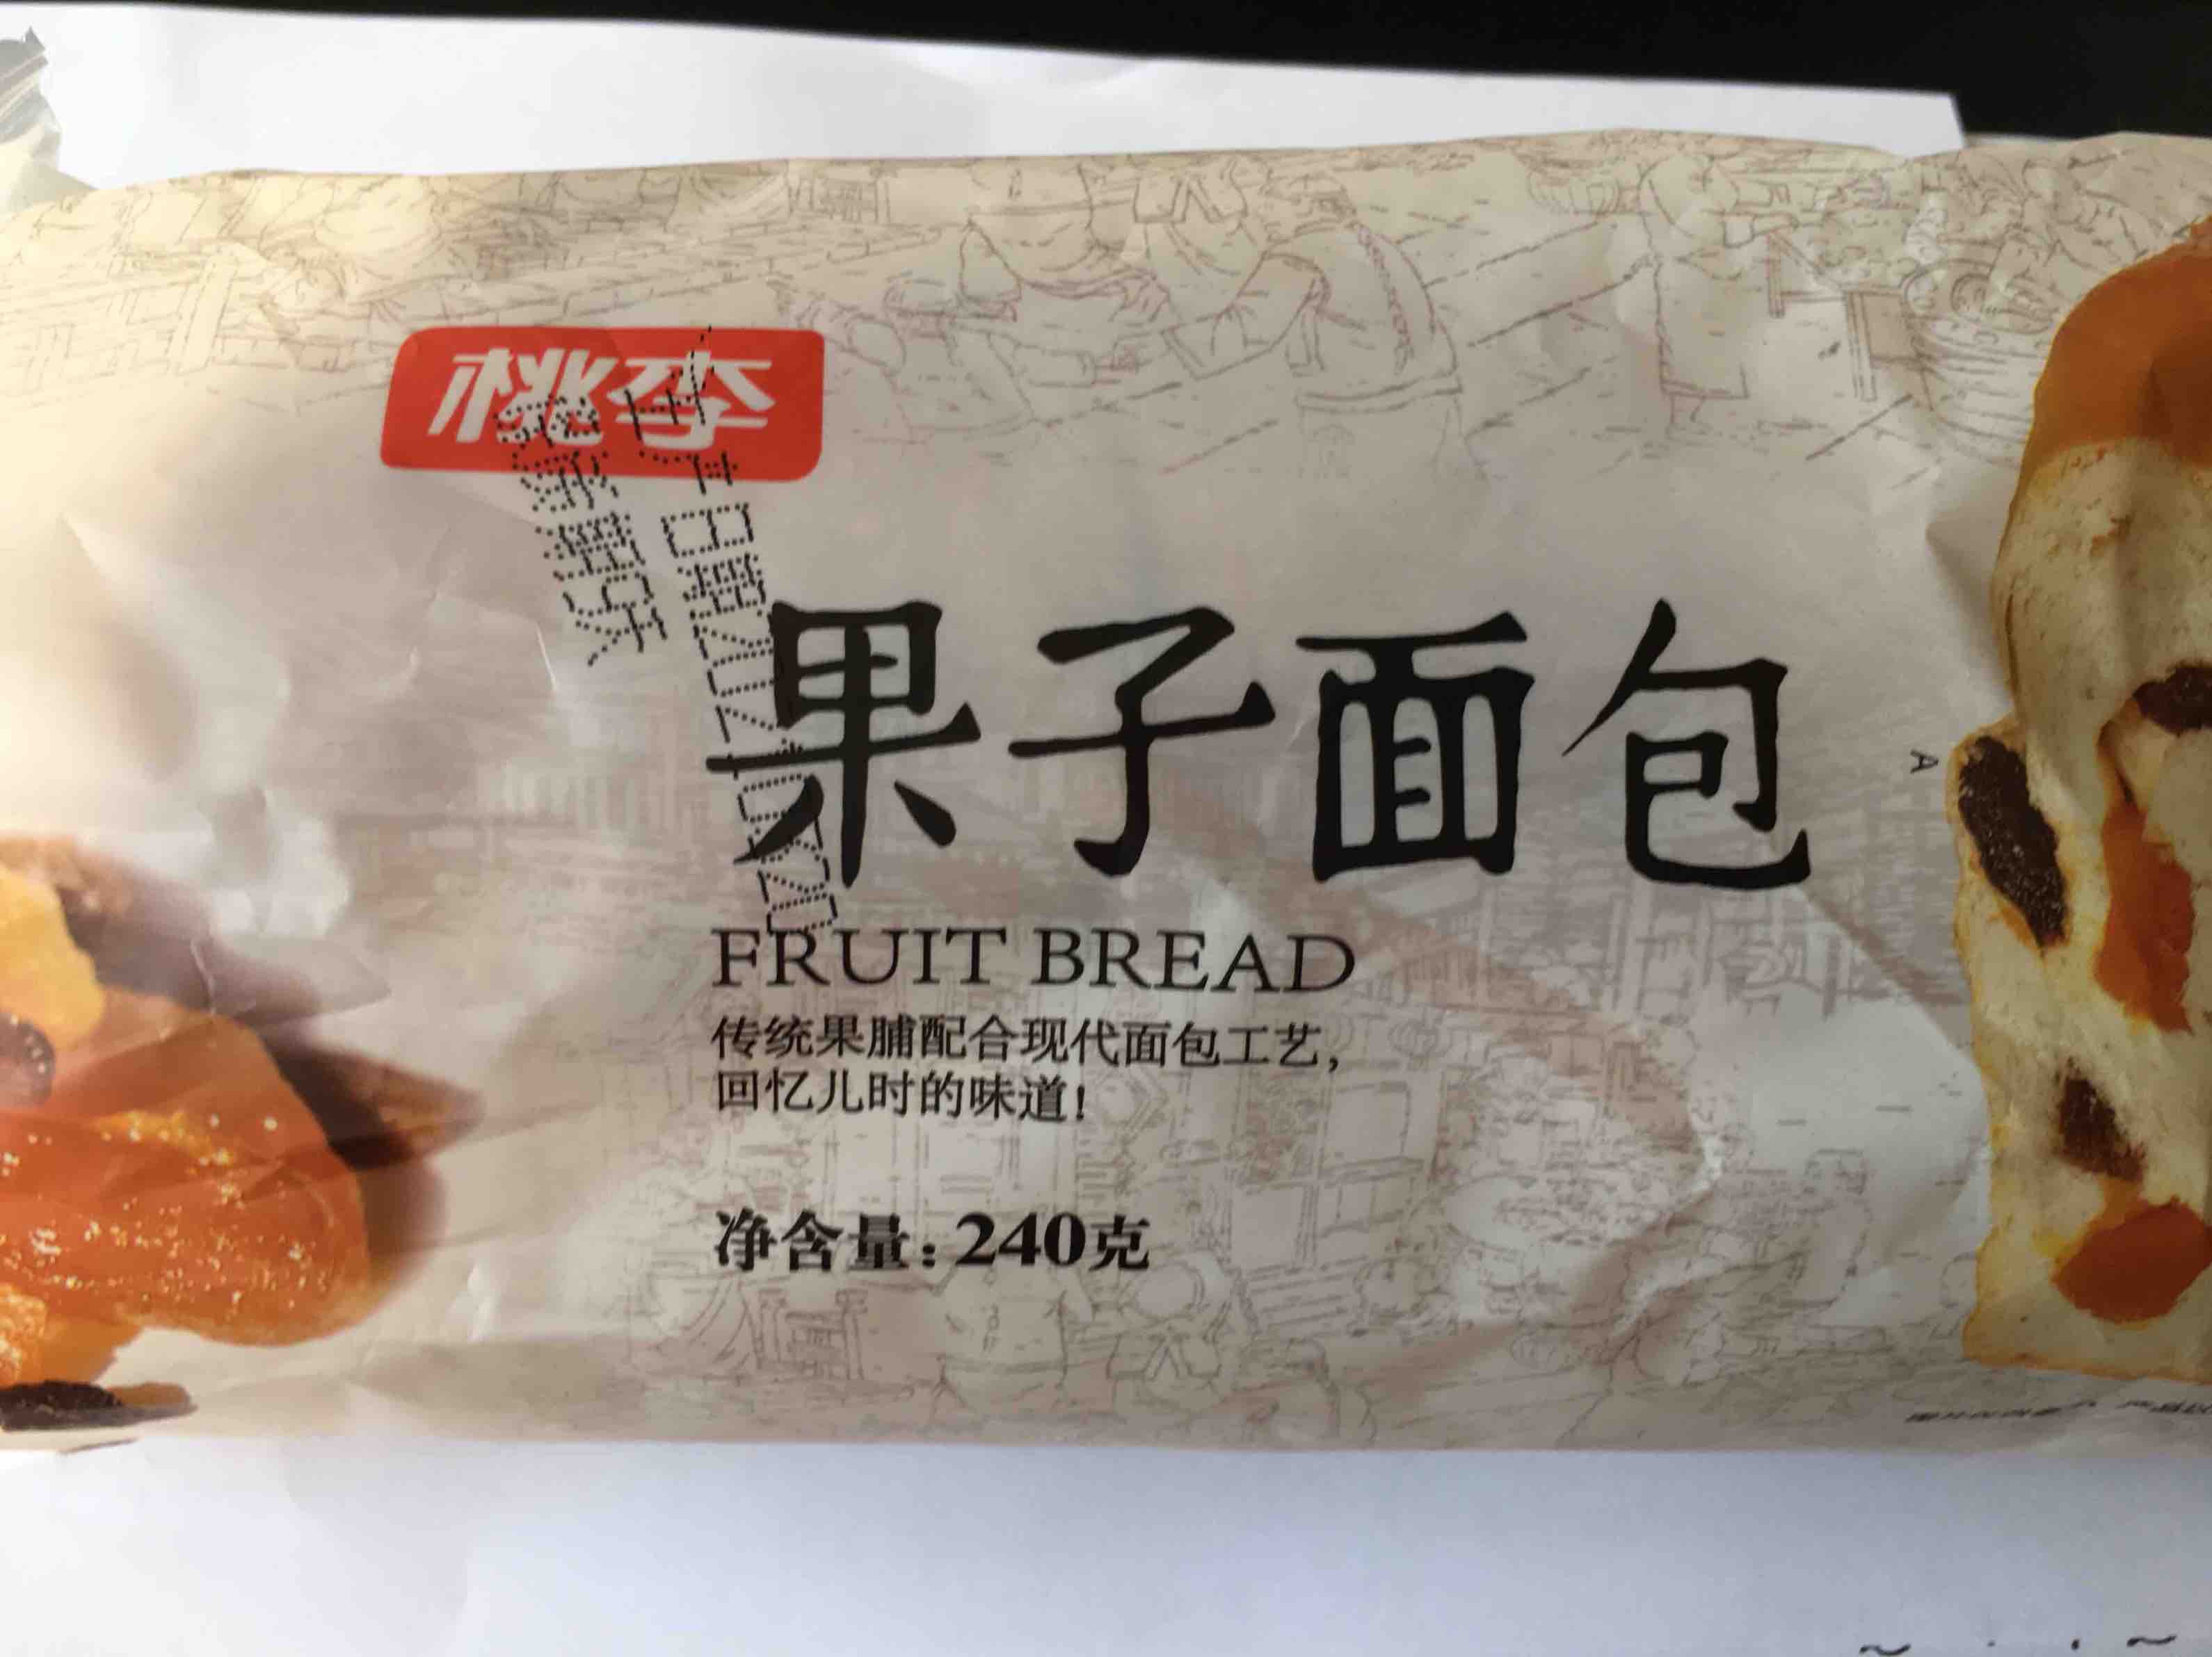 桃李
果子面包
A
FRUIT BREAD
传统果脯配合现代面包工艺，
回忆儿时的味道！
净含量：240克